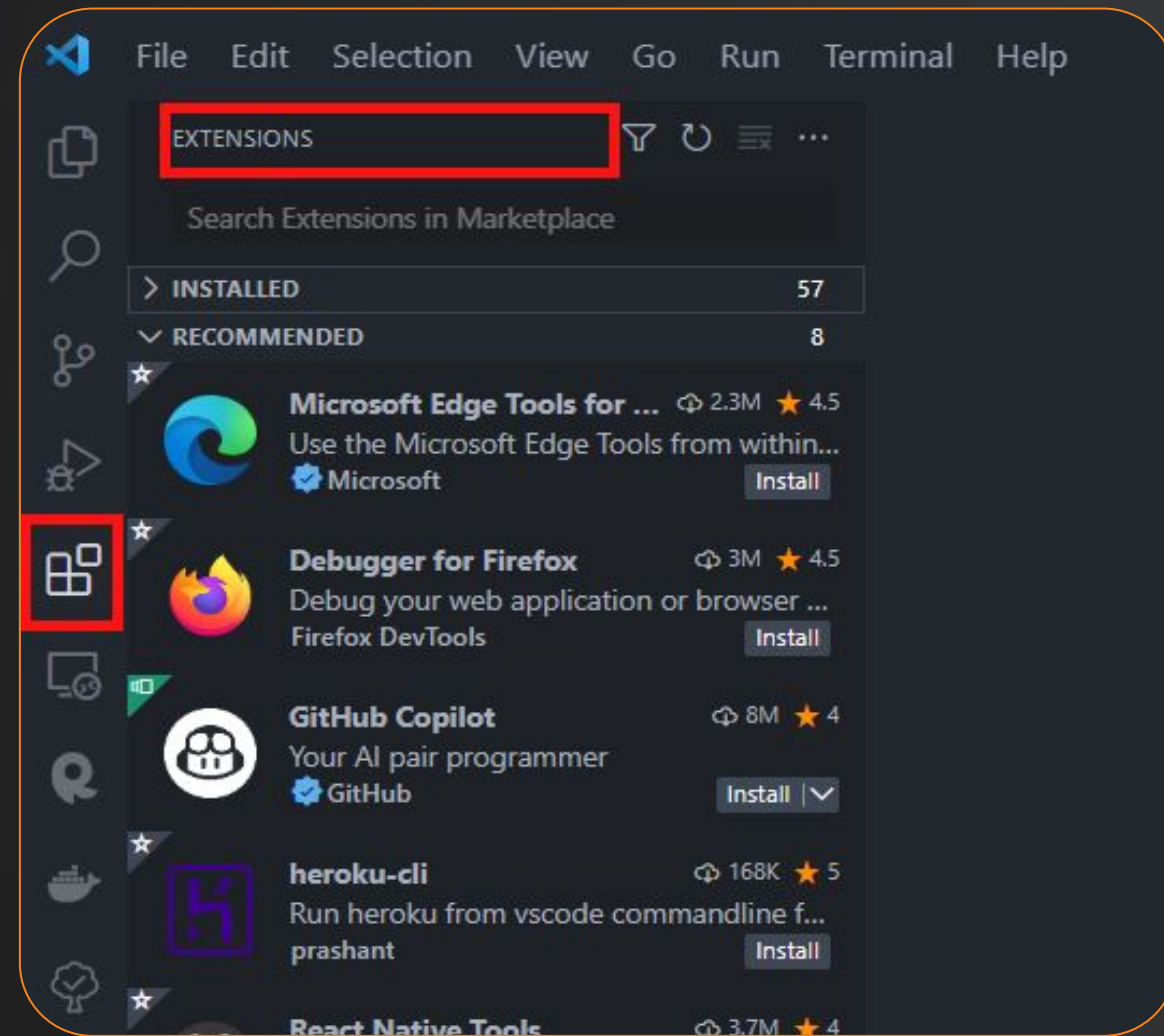 File Edit Selection View Go Run Terminal Help
EXTENSIONS
Search Extensions in Marketplace
INSTALLED 57
RECOMMENDED 8
Microsoft Edge Tools for ... 2.3M 4.5
Use the Microsoft Edge Tools from within...
Microsoft Install
Debugger for Firefox 3M 4.5
Debug your web application or browser ...
Firefox DevTools Install
GitHub Copilot 8M 4
Your AI pair programmer
GitHub Install
heroku-cli 168K 5
Run heroku from vscode commandline f...
prashant Install
React Native Tools 3.7M 4